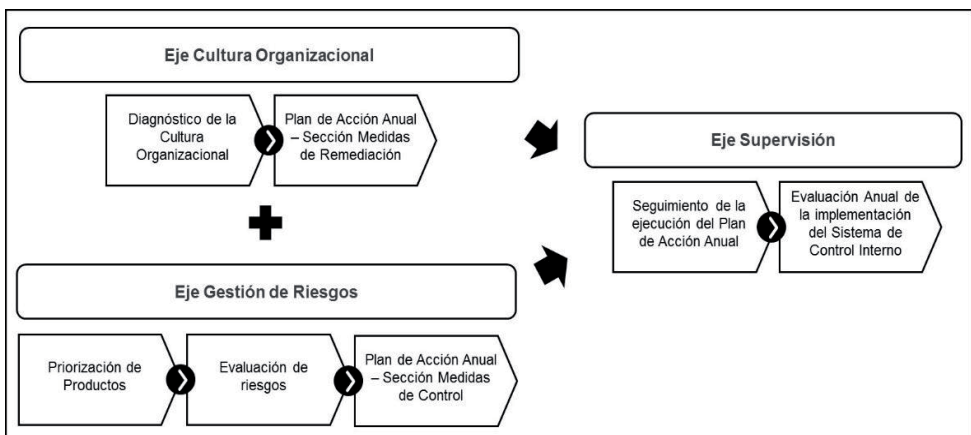 Eje Cultura Organizacional
Diagnóstico de la
Cultura
Organizacional
Plan de Acción Anual
– Sección Medidas
de Remediación
Eje Gestión de Riesgos
Priorización de
Productos
Evaluación de
riesgos
Plan de Acción Anual
– Sección Medidas
de Control
Eje Supervisión
Seguimiento de la
ejecución del Plan
de Acción Anual
Evaluación Anual de
la implementación
del Sistema de
Control Interno